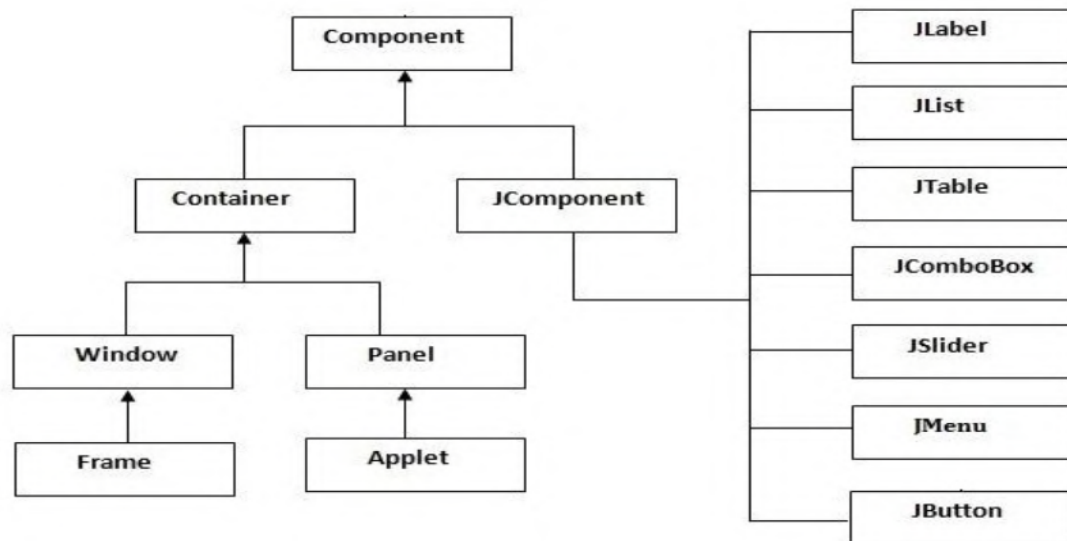 Component
Container
JComponent
Window
Panel
Frame
Applet
JLabel
JList
JTable
JComboBox
JSlider
JMenu
JButton